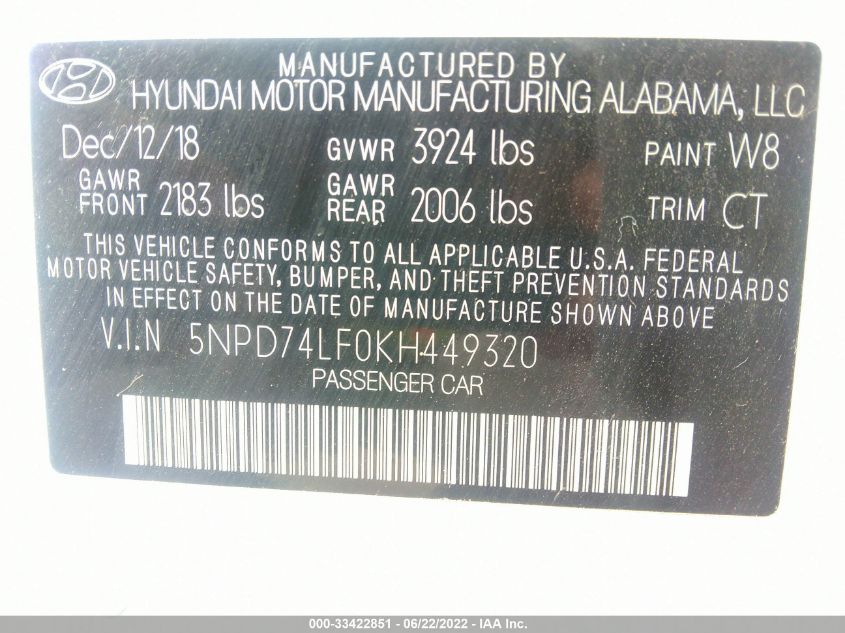 MANUFACTURED BY
HYUNDAI MOTOR MANUFACTURING ALABAMA, LLC
Dec/12/18 GVWR 3924 lbs PAINT W8
GAWR FRONT 2183 lbs GAWR REAR 2006 lbs TRIM CT
THIS VEHICLE CONFORMS TO ALL APPLICABLE U.S.A. FEDERAL
MOTOR VEHICLE SAFETY, BUMPER, AND THEFT PREVENTION STANDARDS
IN EFFECT ON THE DATE OF MANUFACTURE SHOWN ABOVE
V.I.N 5NPD74LF0KH449320
PASSENGER CAR
000-33422851 - 06/22/2022 - IAA Inc.